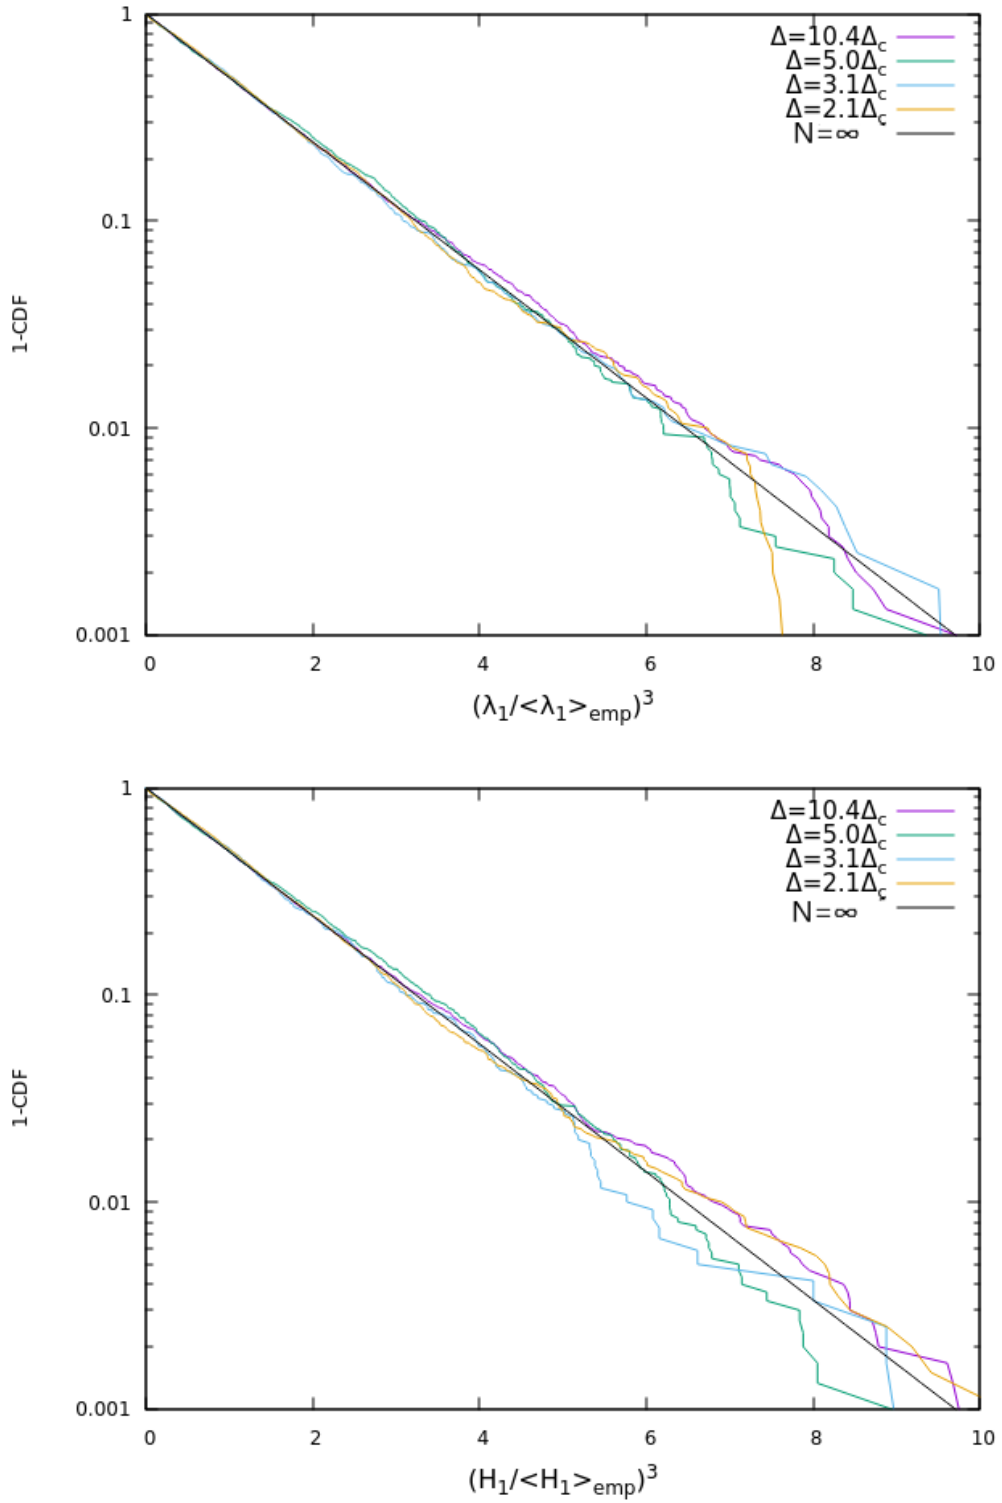 1
Δ=10.4Δc
Δ=5.0Δc
Δ=3.1Δc
Δ=2.1Δc
N=∞
0.1
1-CDF
0.01
0.001
0 2 4 6 8 10
(λ1/<λ1>emp)3
1
Δ=10.4Δc
Δ=5.0Δc
Δ=3.1Δc
Δ=2.1Δc
N=∞
0.1
1-CDF
0.01
0.001
0 2 4 6 8 10
(H1/<H1>emp)3